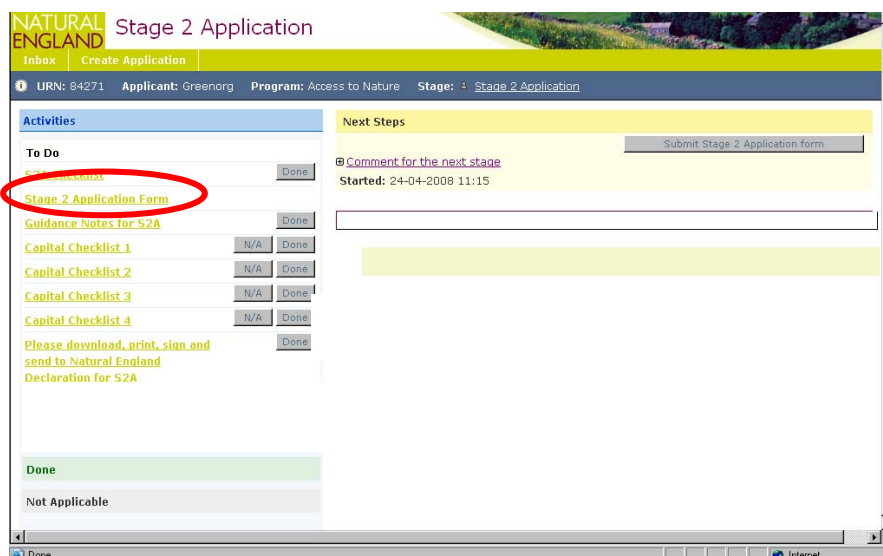 NATURAL
ENGLAND
Stage 2 Application
Inbox Create Application
URN: 84271 Applicant: Greenorg Program: Access to Nature Stage: Stage 2 Application
Activities
To Do
S2A Checklist Done
Stage 2 Application Form
Guidance Notes for S2A Done
Capital Checklist 1 N/A Done
Capital Checklist 2 N/A Done
Capital Checklist 3 N/A Done
Capital Checklist 4 N/A Done
Please download, print, sign and Done
send to Natural England
Declaration for S2A
Done
Not Applicable
Next Steps
Submit Stage 2 Application form
Comment for the next stage
Started: 24-04-2008 11:15
Done Internet